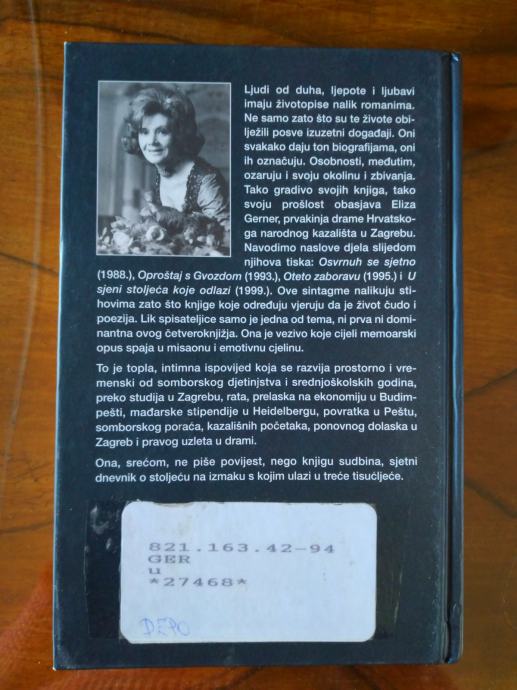 Ljudi od duha, ljepote i ljubavi
imaju životopise nalik romanima.
Ne samo zato što su te živote obi-
lježili posve izuzetni događaji. Oni
svakako daju ton biografijama, oni
ih označuju. Osobnosti, međutim,
ozaruju i svoju okolinu i zbivanja.
Tako gradivo svojih knjiga, tako
svoju prošlost obasjava Eliza
Gerner, prvakinja drame Hrvatsko-
ga narodnog kazališta u Zagrebu.
Navodimo naslove djela slijedom
njihova tiska: Osvrnuh se sjetno
(1988.), Oproštaj s Gvozdom (1993.), Oteto zaboravu (1995.) i U
sjeni stoljeća koje odlazi (1999.). Ove sintagme nalikuju sti-
hovima zato što knjige koje određuju vjeruju da je život čudo i
poezija. Lik spisateljice samo je jedna od tema, ni prva ni domi-
nantna ovog četveroknjižja. Ona je vezivo koje cijeli memoarski
opus spaja u misaonu i emotivnu cjelinu.
To je topla, intimna ispovijed koja se razvija prostorno i vre-
menski od somborskog djetinjstva i srednjoškolskih godina,
preko studija u Zagrebu, rata, prelaska na ekonomiju u Budim-
pešti, mađarske stipendije u Heidelbergu, povratka u Peštu,
somborskog poraća, kazališnih početaka, ponovnog dolaska u
Zagreb i pravog uzleta u drami.
Ona, srećom, ne piše povijest, nego knjigu sudbina, sjetni
dnevnik o stoljeću na izmaku s kojim ulazi u treće tisućljeće.
821.163.42-94
GER
u
*27468*
DEPO